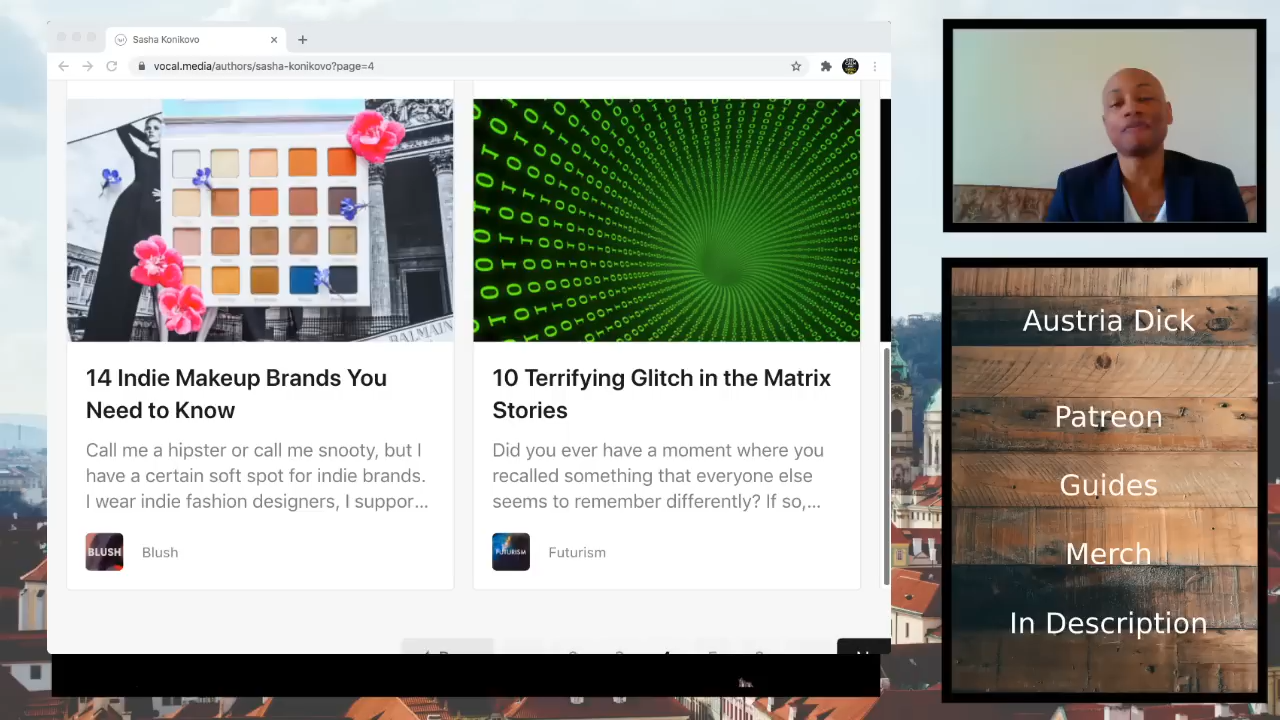 Sasha Konikovo
vocal.media/authors/sasha-konikovo?page=4
BALMAIN
14 Indie Makeup Brands You
Need to Know
Call me a hipster or call me snooty, but I
have a certain soft spot for indie brands.
I wear indie fashion designers, I suppor...
BLUSH
Blush
10 Terrifying Glitch in the Matrix
Stories
Did you ever have a moment where you
recalled something that everyone else
seems to remember differently? If so,...
FUTURISM
Futurism
Austria Dick
Patreon
Guides
Merch
In Description